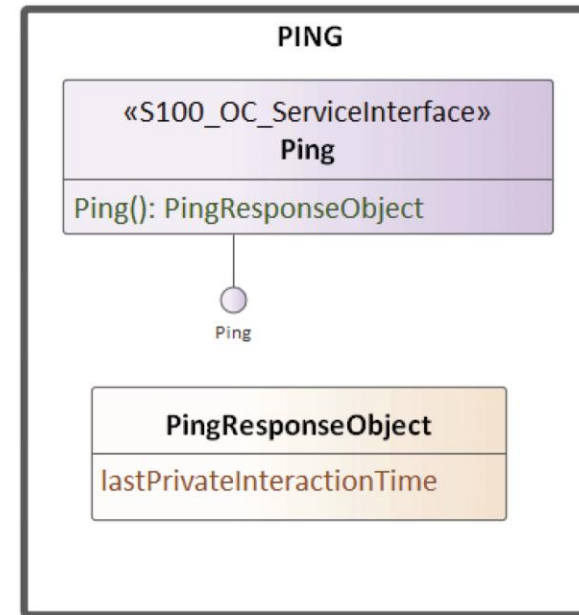 PING
«S100_OC_ServiceInterface»
Ping
Ping(): PingResponseObject
Ping
PingResponseObject
lastPrivateInteractionTime